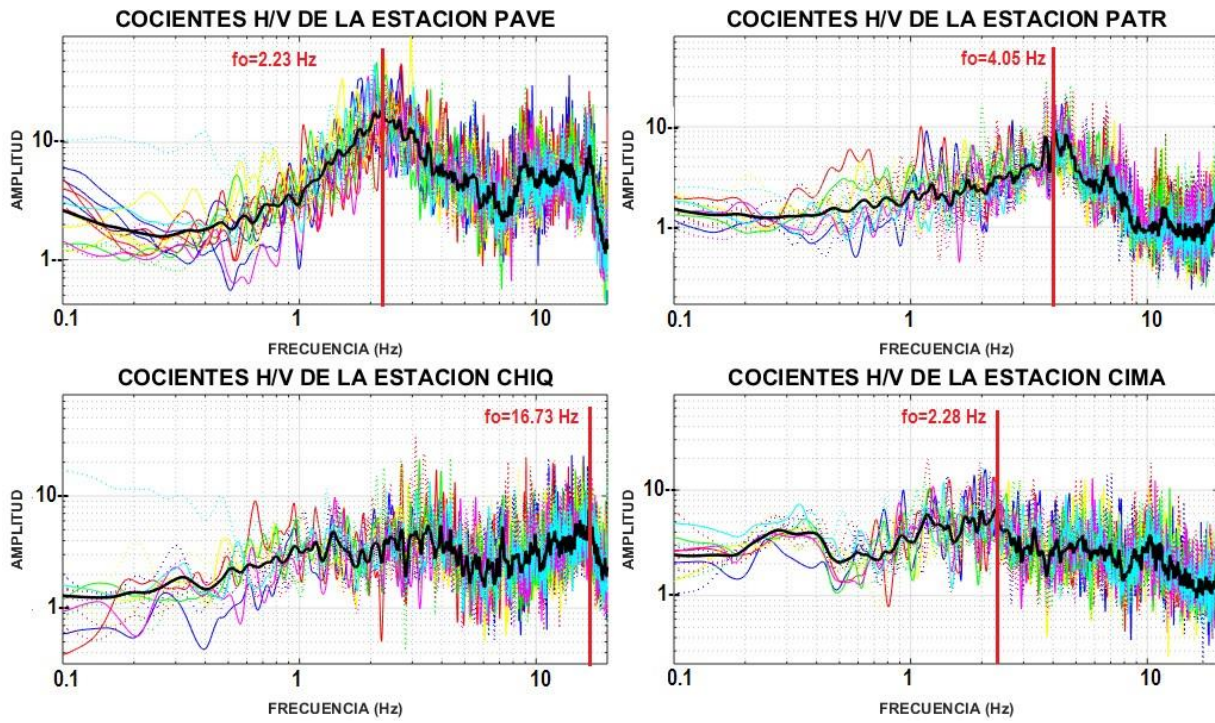 COCIENTES H/V DE LA ESTACION PAVE
fo=2.23 Hz
AMPLITUD
10
1
0.1
1
10
FRECUENCIA (Hz)
COCIENTES H/V DE LA ESTACION PATR
fo=4.05 Hz
AMPLITUD
10
1
0.1
1
10
FRECUENCIA (Hz)
COCIENTES H/V DE LA ESTACION CHIQ
fo=16.73 Hz
AMPLITUD
10
1
0.1
1
10
FRECUENCIA (Hz)
COCIENTES H/V DE LA ESTACION CIMA
fo=2.28 Hz
AMPLITUD
10
1
0.1
1
10
FRECUENCIA (Hz)